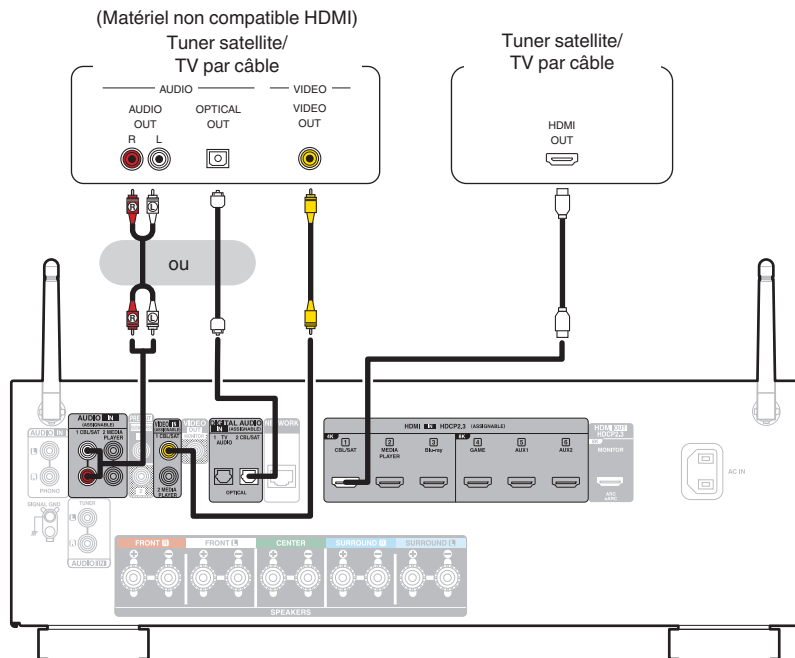 (Matériel non compatible HDMI)
Tuner satellite/
TV par câble
AUDIO
VIDEO
AUDIO
OUT
R L
OPTICAL
OUT
VIDEO
OUT
Tuner satellite/
TV par câble
HDMI
OUT
R L
ou
R L
AUDIO IN
PHONO
SIGNAL GND
AUDIO IN
(ASSIGNABLE)
1 CBL/SAT 2 MEDIA
PLAYER
TUNER
VIDEO IN
(ASSIGNABLE)
1 CBL/SAT
2 MEDIA
PLAYER
VIDEO
OUT
MONITOR
DIGITAL AUDIO
(ASSIGNABLE)
1 TV
AUDIO
2 CBL/SAT
OPTICAL
NETWORK
HDMI IN HDCP2,3 (ASSIGNABLE)
4K
8K
1
CBL/SAT
2
MEDIA
PLAYER
3
Blu-ray
4
GAME
5
AUX1
6
AUX2
HDMI OUT
HDCP2,3
MONITOR
ARC
eARC
AC IN
FRONT R
FRONT L
CENTER
SURROUND R
SURROUND L
SPEAKERS